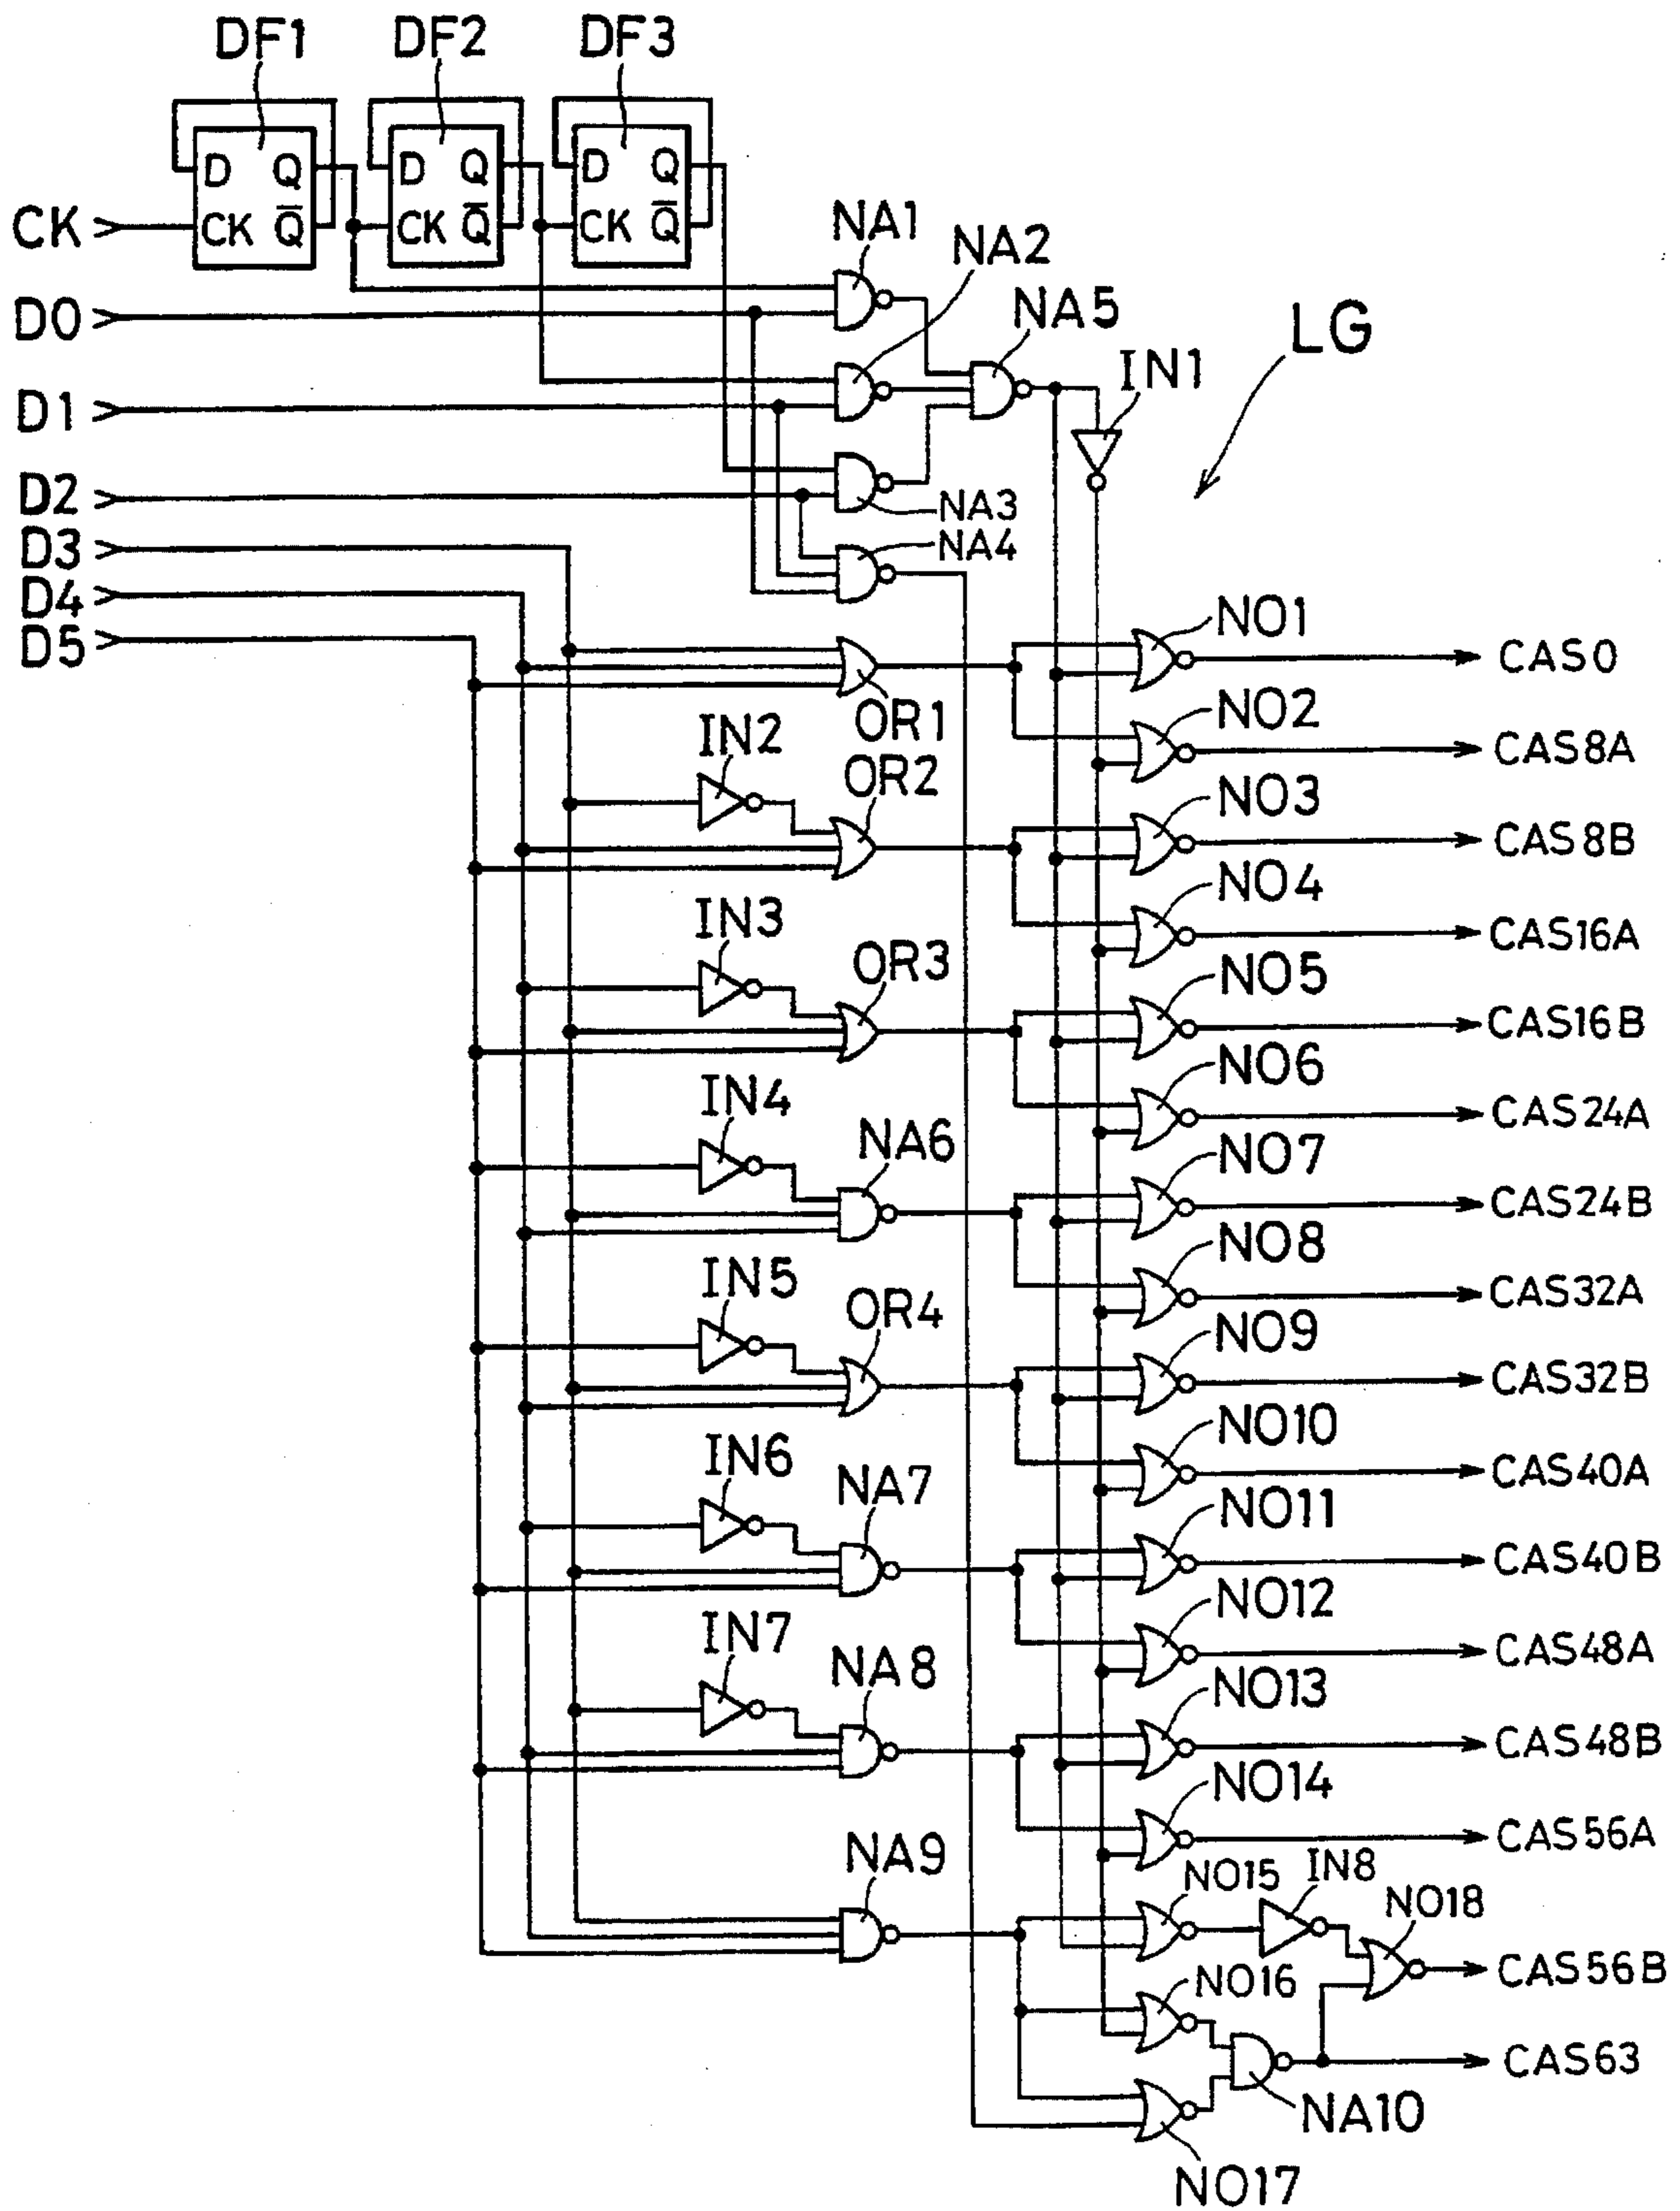 DF1 DF2 DF3
D Q D Q D Q
CK CK Q̅ CK Q̅ CK Q̅
NA1
NA2
D0
NA5
LG
IN1
D1
D2
NA3
D3
NA4
D4
NO1
D5
CAS0
OR1
NO2
IN2
CAS8A
OR2
NO3
CAS8B
NO4
IN3
CAS16A
OR3
NO5
CAS16B
NO6
IN4
CAS24A
NA6
NO7
CAS24B
NO8
IN5
CAS32A
OR4
NO9
CAS32B
NO10
IN6
CAS40A
NA7
NO11
CAS40B
NO12
IN7
CAS48A
NA8
NO13
CAS48B
NO14
CAS56A
NA9
IN8
NO15
NO18
CAS56B
NO16
CAS63
NA10
NO17